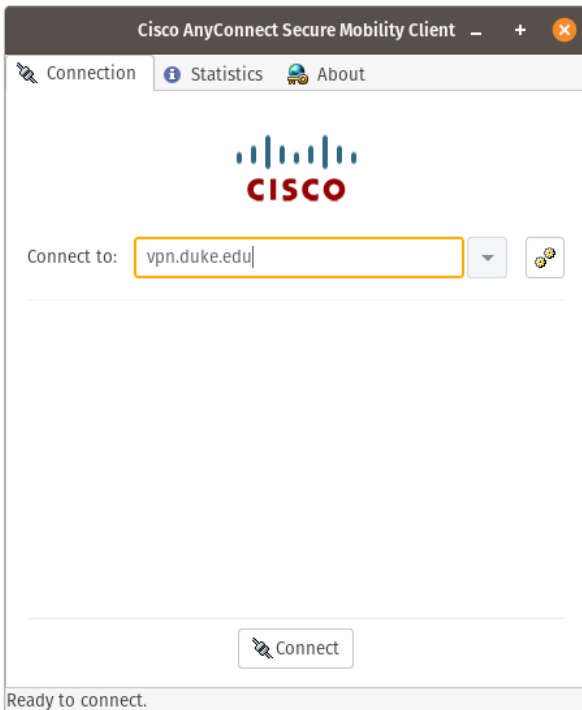 Cisco AnyConnect Secure Mobility Client
Connection Statistics About
CISCO
Connect to: vpn.duke.edu
Connect
Ready to connect.